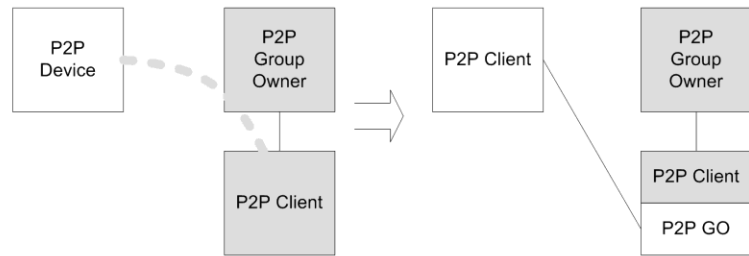 P2P
Device
P2P
Group
Owner
P2P Client
P2P Client
P2P
Group
Owner
P2P Client
P2P GO